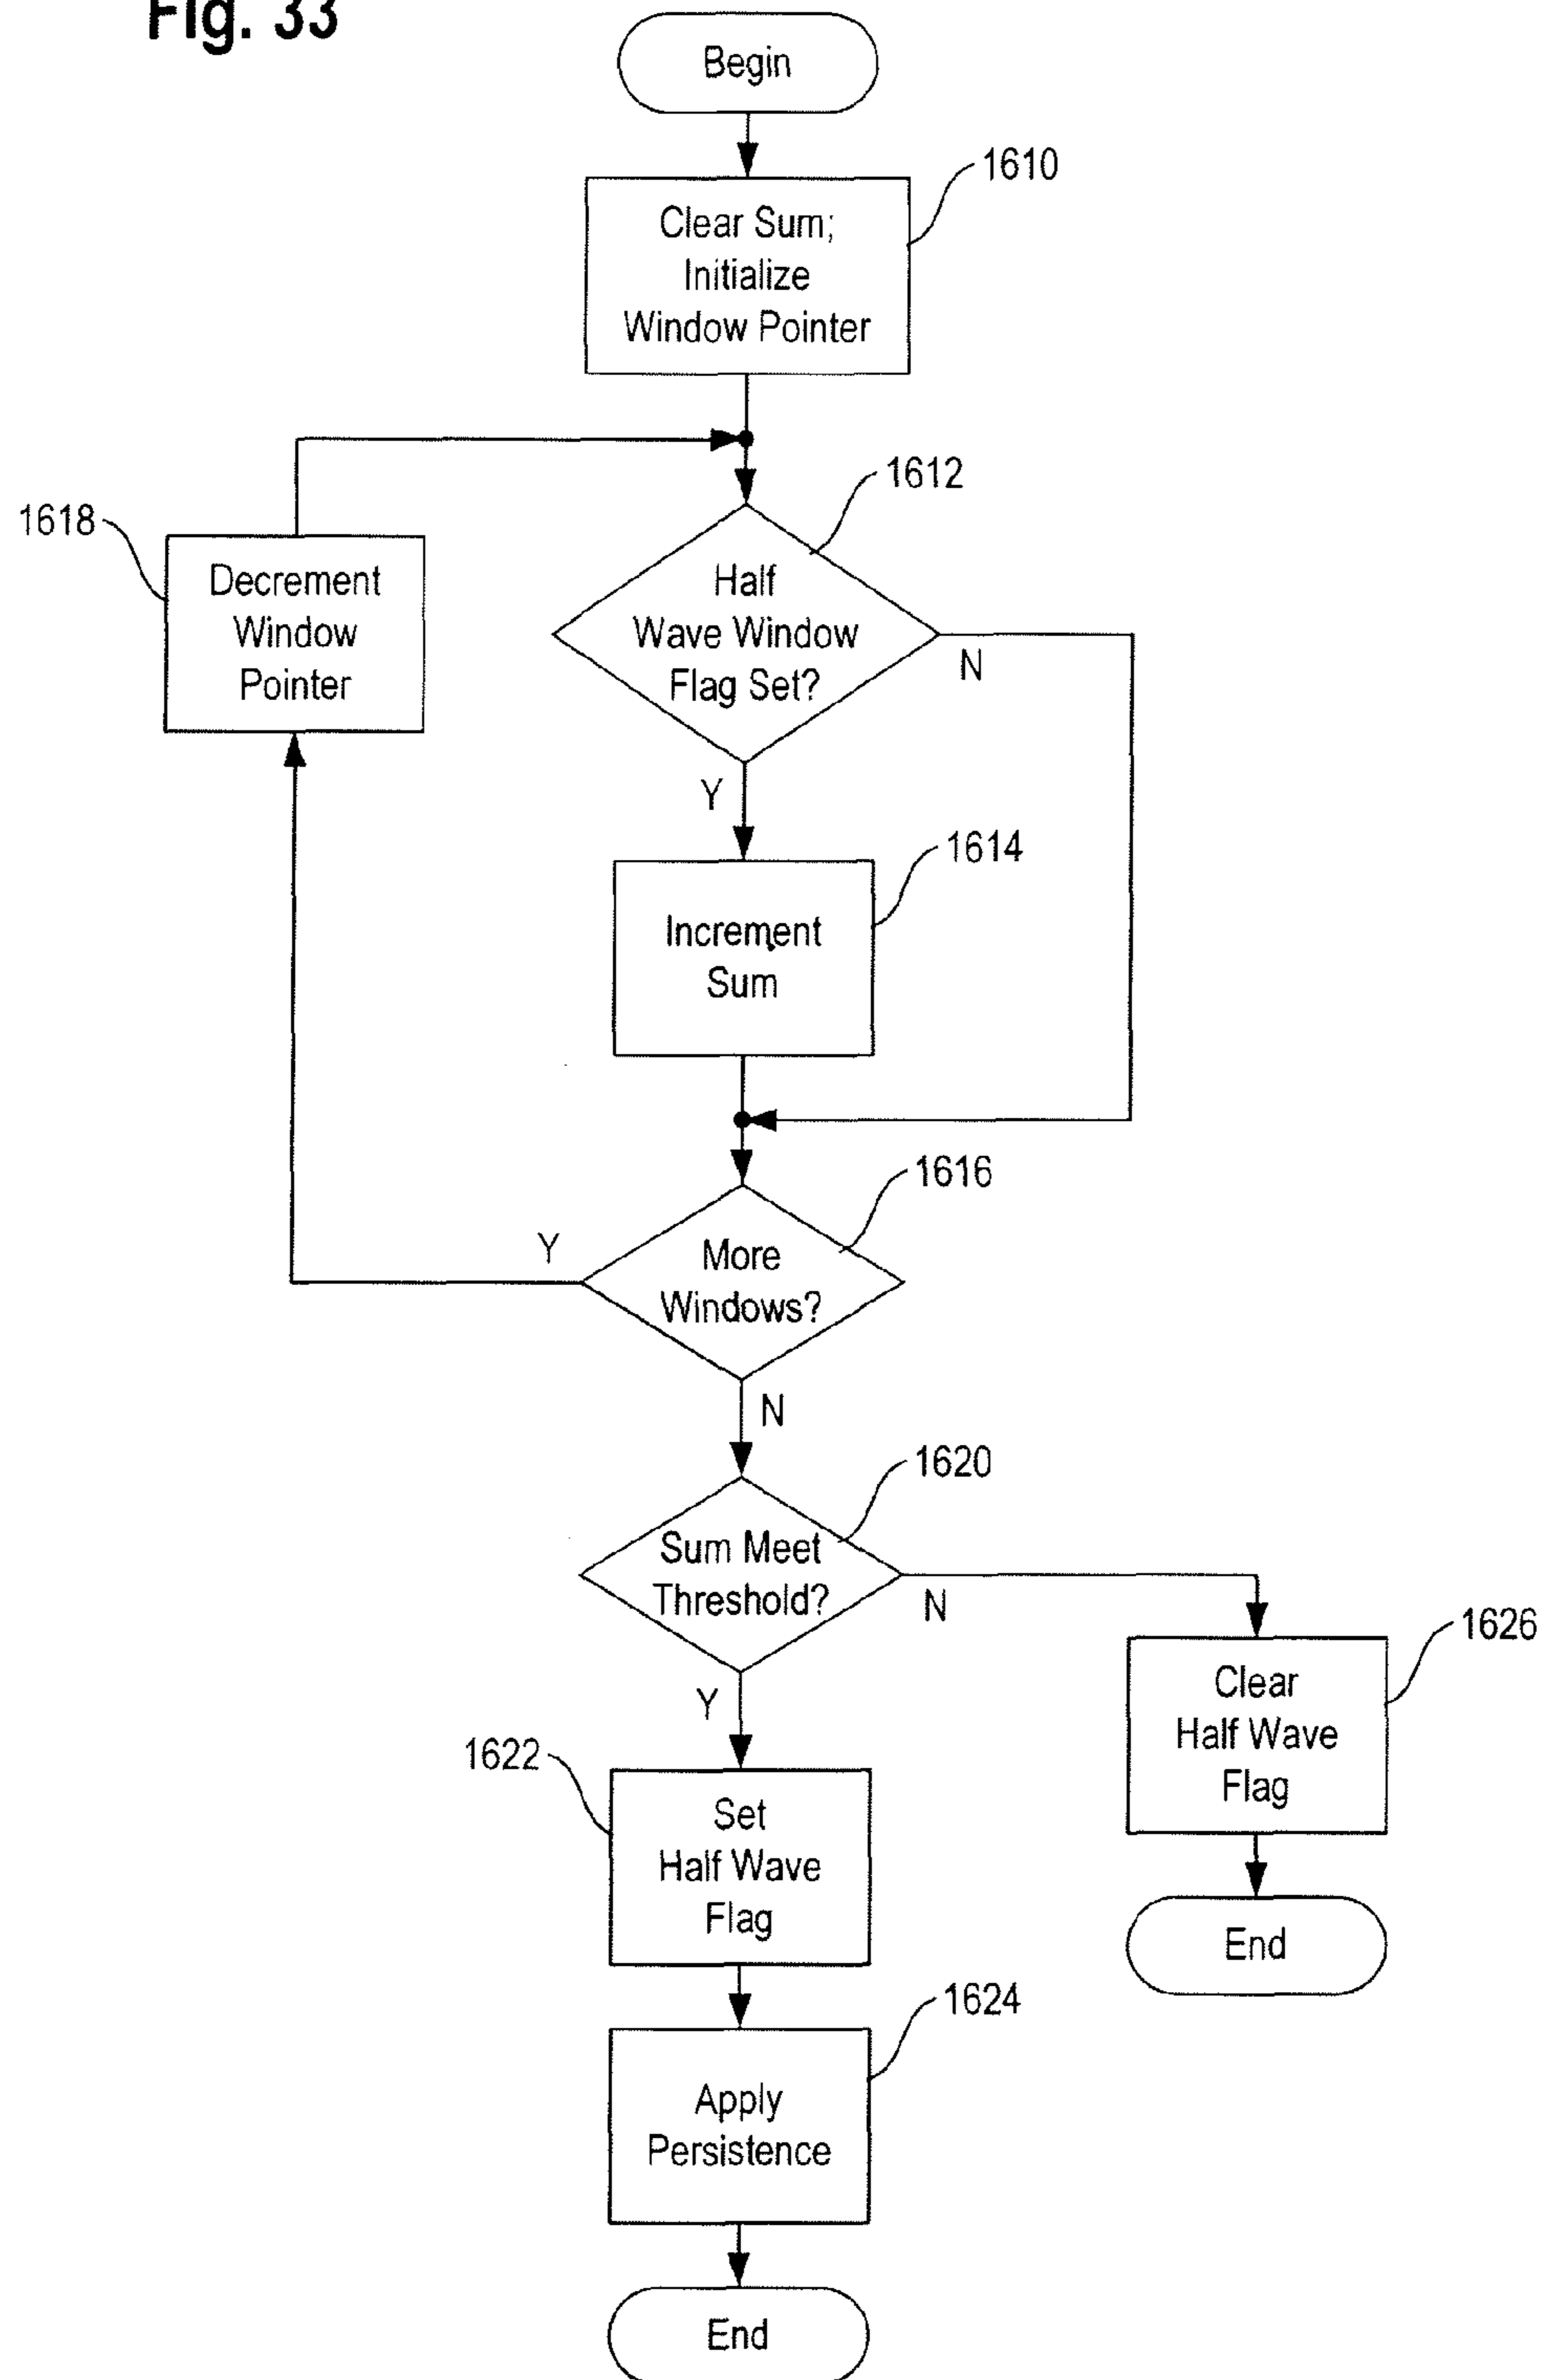 Fig. 33
Begin
1610
Clear Sum;
Initialize
Window Pointer
1612
1618
Decrement
Window
Pointer
Half
Wave Window
Flag Set?
N
Y
1614
Increment
Sum
1616
Y
More
Windows?
N
1620
Sum Meet
Threshold?
N
1626
Y
Clear
Half Wave
Flag
1622
Set
Half Wave
Flag
End
1624
Apply
Persistence
End